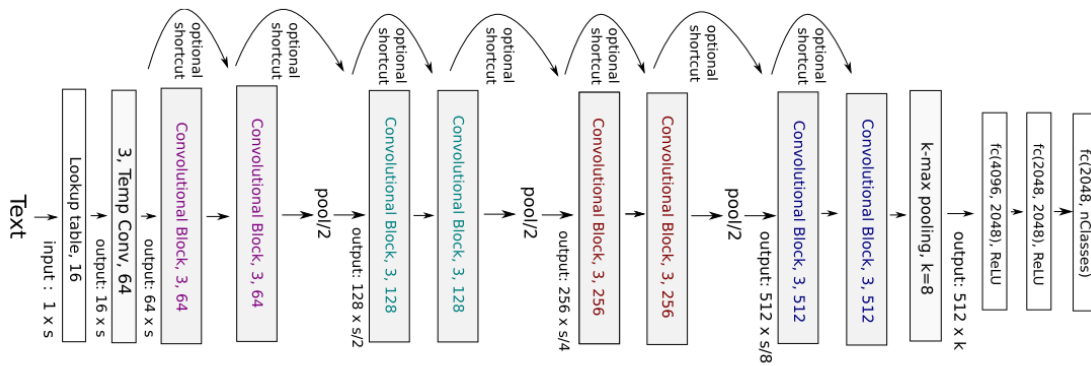 Text
input : 1 x s
Lookup table, 16
output: 16 x s
3, Temp Conv, 64
output: 64 x s
optional
shortcut
Convolutional Block, 3, 64
optional
shortcut
Convolutional Block, 3, 64
pool/2
output: 128 x s/2
optional
shortcut
Convolutional Block, 3, 128
optional
shortcut
Convolutional Block, 3, 128
pool/2
output: 256 x s/4
optional
shortcut
Convolutional Block, 3, 256
optional
shortcut
Convolutional Block, 3, 256
pool/2
output: 512 x s/8
optional
shortcut
Convolutional Block, 3, 512
Convolutional Block, 3, 512
k-max pooling, k=8
output: 512 x k
fc(4096, 2048), ReLU
fc(2048, 2048), ReLU
fc(2048, nClasses)